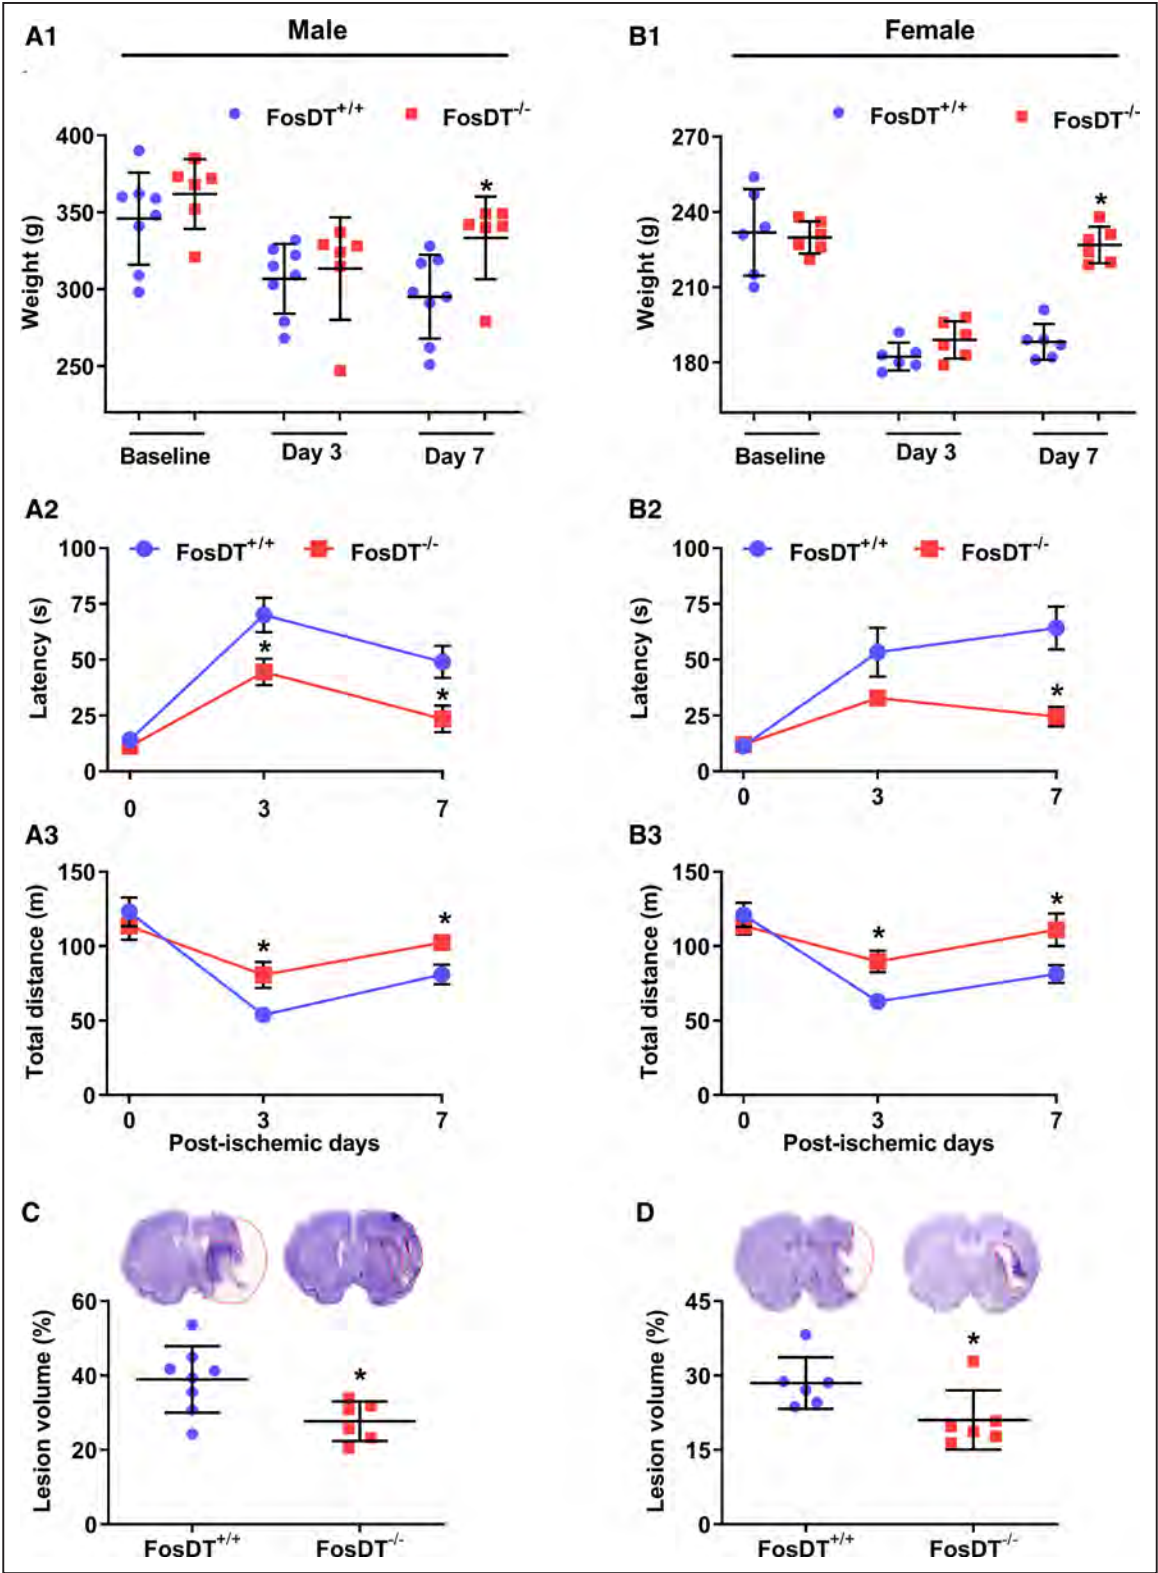 A1
Male
B1
Female
FosDT+/+
FosDT-/-
FosDT+/+
FosDT-/-
400
350
300
250
Weight (g)
*
Baseline
Day 3
Day 7
270
240
210
180
Weight (g)
*
Baseline
Day 3
Day 7
A2
B2
FosDT+/+
FosDT-/-
FosDT+/+
FosDT-/-
100
75
50
25
0
Latency (s)
*
*
0
3
7
100
75
50
25
0
Latency (s)
*
0
3
7
A3
B3
150
100
50
0
Total distance (m)
*
*
0
3
7
Post-ischemic days
150
100
50
0
Total distance (m)
*
*
0
3
7
Post-ischemic days
C
D
60
40
20
0
Lesion volume (%)
*
FosDT+/+
FosDT-/-
45
30
15
0
Lesion volume (%)
*
FosDT+/+
FosDT-/-